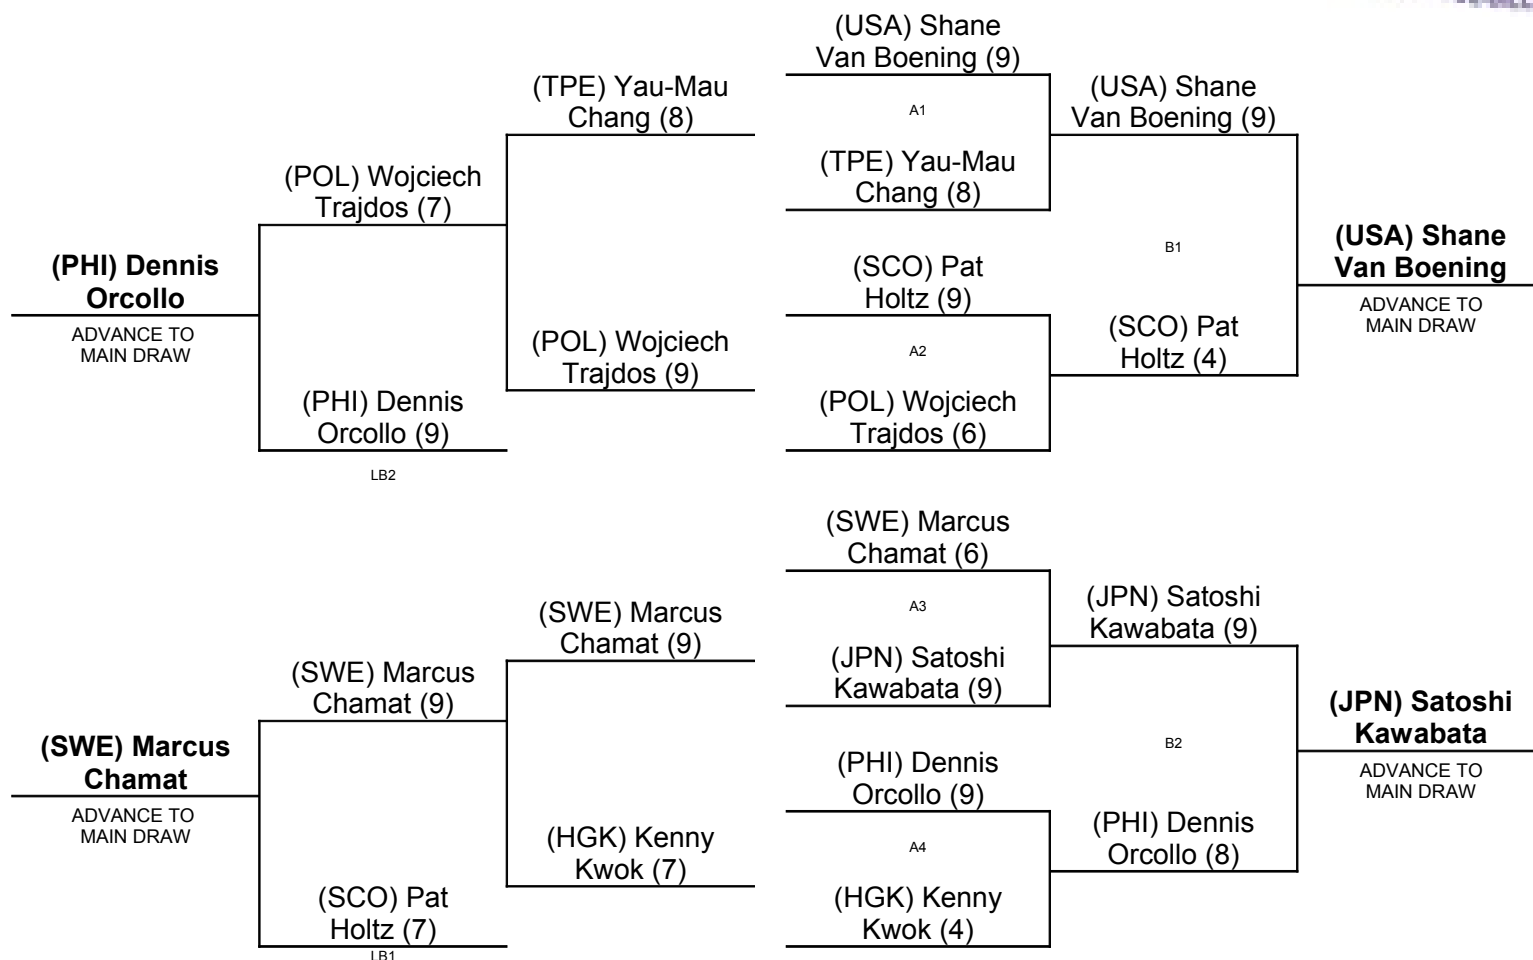 (USA) Shane
Van Boening (9)
(TPE) Yau-Mau
Chang (8)
(USA) Shane
Van Boening (9)
A1
(TPE) Yau-Mau
Chang (8)
(POL) Wojciech
Trajdos (7)
(PHI) Dennis
Orcollo
ADVANCE TO
MAIN DRAW
(SCO) Pat
Holtz (9)
B1
(USA) Shane
Van Boening
ADVANCE TO
MAIN DRAW
(POL) Wojciech
Trajdos (9)
A2
(SCO) Pat
Holtz (4)
(PHI) Dennis
Orcollo (9)
(POL) Wojciech
Trajdos (6)
LB2
(SWE) Marcus
Chamat (6)
(SWE) Marcus
Chamat (9)
A3
(JPN) Satoshi
Kawabata (9)
(SWE) Marcus
Chamat (9)
(JPN) Satoshi
Kawabata (9)
(SWE) Marcus
Chamat
ADVANCE TO
MAIN DRAW
(PHI) Dennis
Orcollo (9)
B2
(JPN) Satoshi
Kawabata
ADVANCE TO
MAIN DRAW
(HGK) Kenny
Kwok (7)
A4
(PHI) Dennis
Orcollo (8)
(SCO) Pat
Holtz (7)
(HGK) Kenny
Kwok (4)
LB1